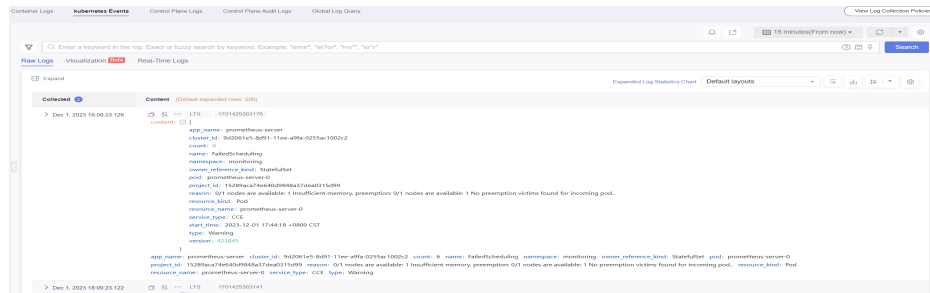 Container Logs kubernetes Events Control Plane Logs Control Plane Audit Logs Global Log Query View Log Collection Policies
15 minutes(From now)
Enter a keyword in the log. Exact or fuzzy search by keyword. Example: "error", "er?or", "rro*", "er*r" Search
Raw Logs Visualization Beta Real-Time Logs
Expand Expanded Log Statistics Chart Default layouts
Collected Content (Default expanded rows: 500)
Dec 1, 2023 18:09:23.126 LTS 1701425363176
content: {
app_name: prometheus-server
cluster_id: 9d2061e5-8d91-11ee-a9fa-0255ac1002c2
count: 6
name: FailedScheduling
namespace: monitoring
owner_reference_kind: StatefulSet
pod: prometheus-server-0
project_id: 15289aca74e640d9848a37dea0315d99
reason: 0/1 nodes are available: 1 Insufficient memory. preemption: 0/1 nodes are available: 1 No preemption victims found for incoming pod..
resource_kind: Pod
resource_name: prometheus-server-0
service_type: CCE
start_time: 2023-12-01 17:44:18 +0800 CST
type: Warning
version: 423845
}
app_name: prometheus-server cluster_id: 9d2061e5-8d91-11ee-a9fa-0255ac1002c2 count: 6 name: FailedScheduling namespace: monitoring owner_reference_kind: StatefulSet pod: prometheus-server-0
project_id: 15289aca74e640d9848a37dea0315d99 reason: 0/1 nodes are available: 1 Insufficient memory. preemption: 0/1 nodes are available: 1 No preemption victims found for incoming pod.. resource_kind: Pod
resource_name: prometheus-server-0 service_type: CCE type: Warning
Dec 1, 2023 18:09:23.122 LTS 1701425363141